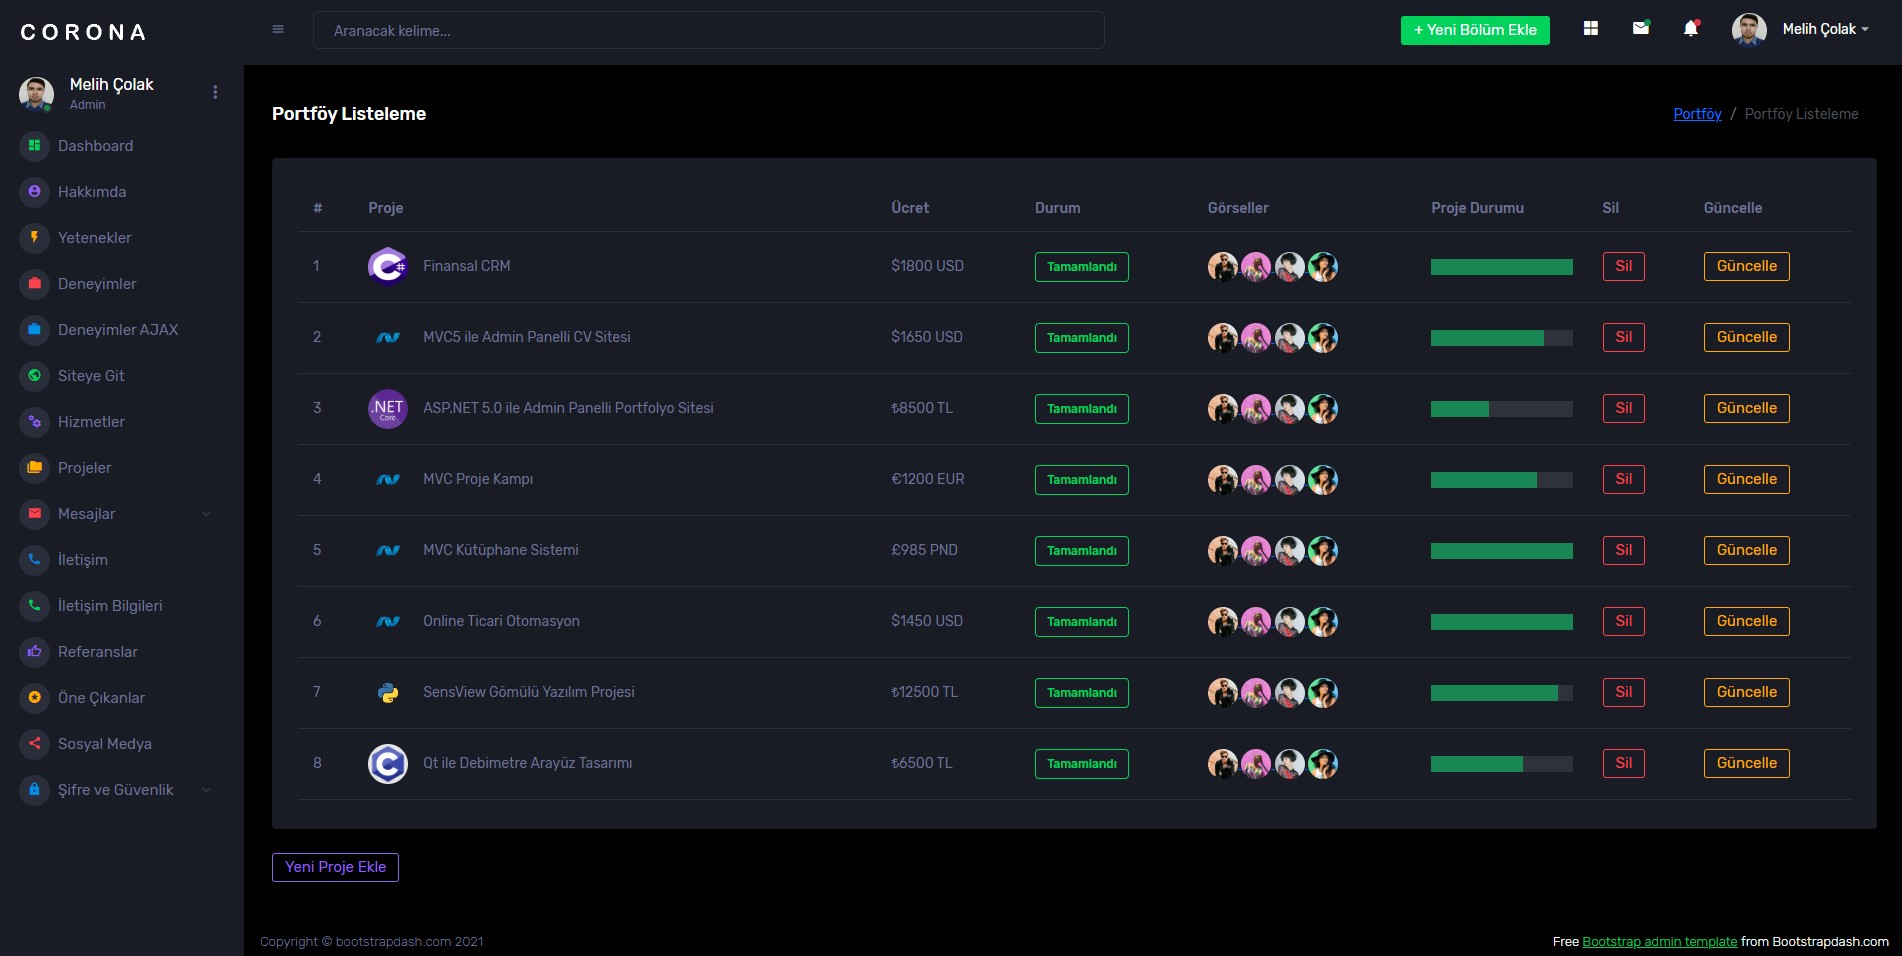 CORONA
Aranacak kelime...
+ Yeni Bölüm Ekle
Melih Çolak
Melih Çolak
Admin
Dashboard
Hakkımda
Yetenekler
Deneyimler
Deneyimler AJAX
Siteye Git
Hizmetler
Projeler
Mesajlar
İletişim
İletişim Bilgileri
Referanslar
Öne Çıkanlar
Sosyal Medya
Şifre ve Güvenlik
Portföy Listeleme
Portföy / Portföy Listeleme
# Proje Ücret Durum Görseller Proje Durumu Sil Güncelle
1 C# Finansal CRM $1800 USD Tamamlandı Sil Güncelle
2 MVC5 ile Admin Panelli CV Sitesi $1650 USD Tamamlandı Sil Güncelle
3 .NET Core ASP.NET 5.0 ile Admin Panelli Portfolyo Sitesi ₺8500 TL Tamamlandı Sil Güncelle
4 MVC Proje Kampı €1200 EUR Tamamlandı Sil Güncelle
5 MVC Kütüphane Sistemi £985 PND Tamamlandı Sil Güncelle
6 Online Ticari Otomasyon $1450 USD Tamamlandı Sil Güncelle
7 SensView Gömülü Yazılım Projesi ₺12500 TL Tamamlandı Sil Güncelle
8 C Qt ile Debimetre Arayüz Tasarımı ₺6500 TL Tamamlandı Sil Güncelle
Yeni Proje Ekle
Copyright © bootstrapdash.com 2021
Free Bootstrap admin template from Bootstrapdash.com